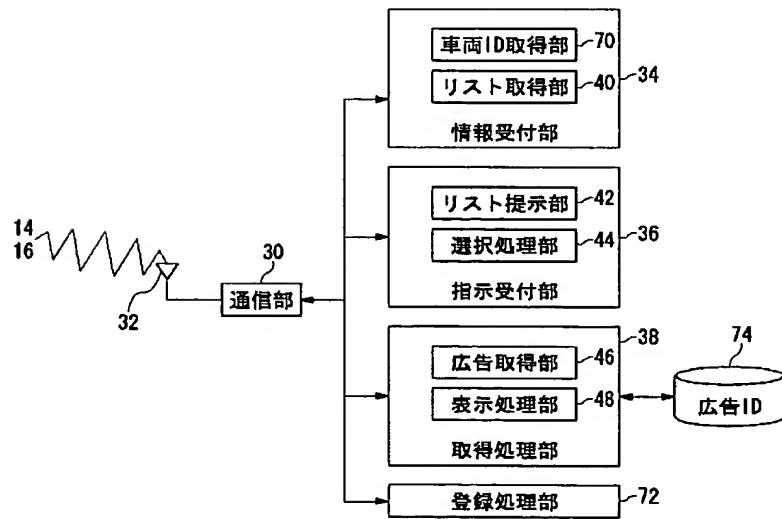 車両ID取得部 70
リスト取得部 40
34
情報受付部
リスト提示部 42
選択処理部 44
36
指示受付部
14
16
32
30
通信部
38
広告取得部 46
表示処理部 48
取得処理部
74
広告ID
登録処理部 72